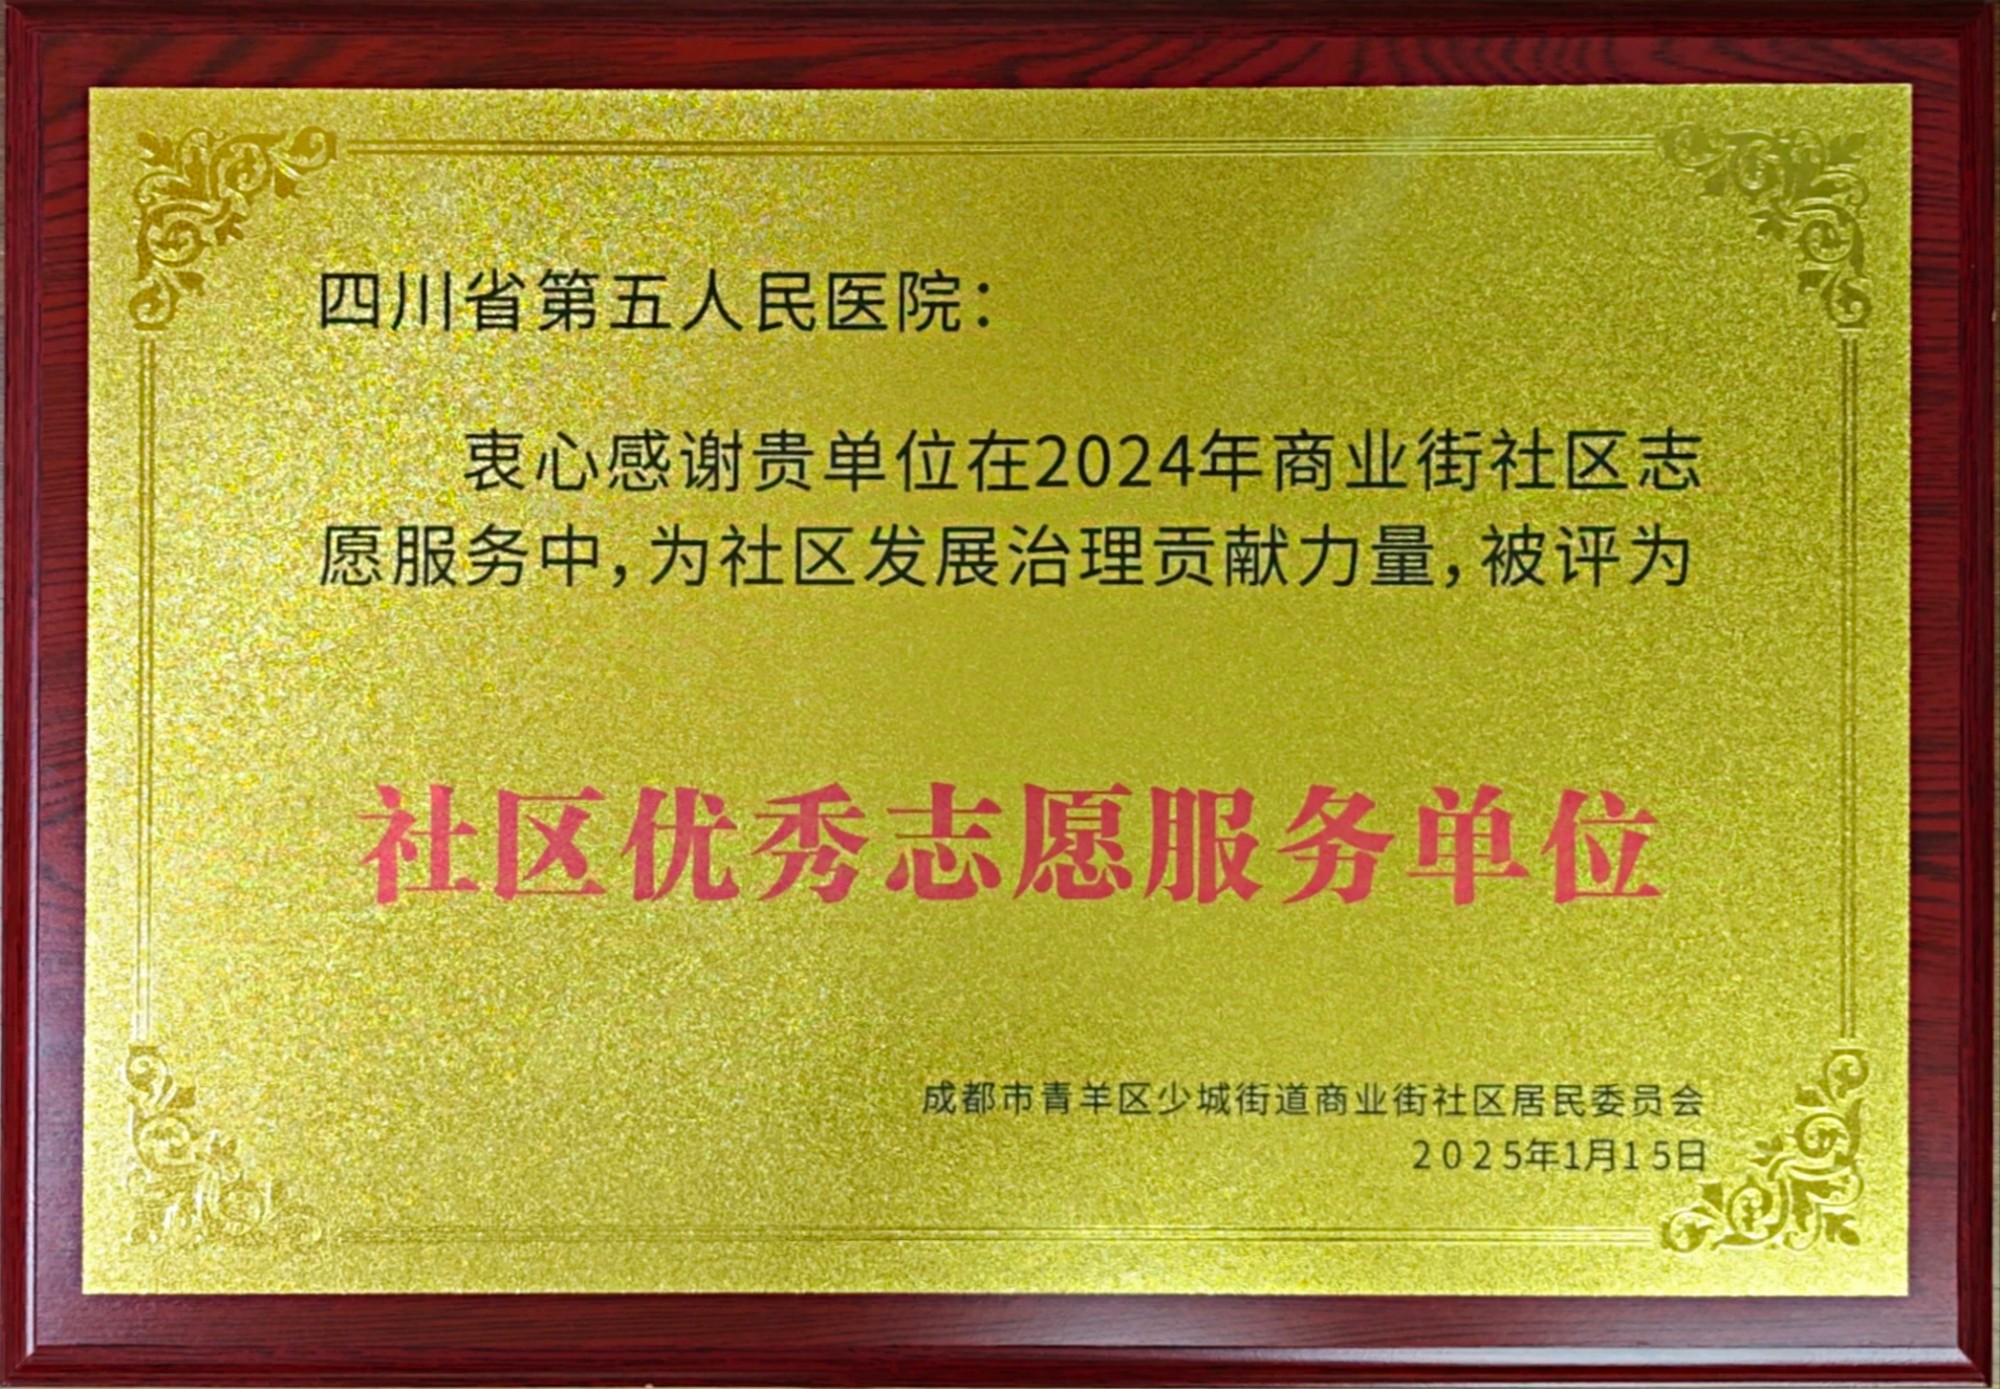 四川省第五人民医院：
衷心感谢贵单位在2024年商业街社区志
愿服务中，为社区发展治理贡献力量，被评为
社区优秀志愿服务单位
成都市青羊区少城街道商业街社区居民委员会
2025年1月15日